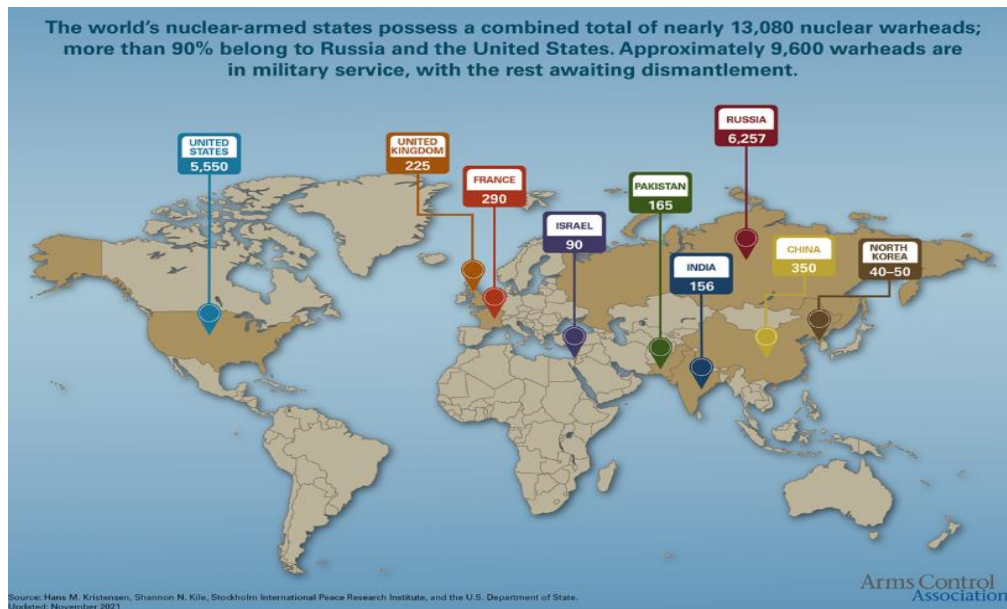 The world's nuclear-armed states possess a combined total of nearly 13,080 nuclear warheads;
more than 90% belong to Russia and the United States. Approximately 9,600 warheads are
in military service, with the rest awaiting dismantlement.
UNITED
STATES
5,550
UNITED
KINGDOM
225
FRANCE
290
ISRAEL
90
PAKISTAN
165
RUSSIA
6,257
INDIA
156
CHINA
350
NORTH
KOREA
40–50
Source: Hans M. Kristensen, Shannon N. Kile, Stockholm International Peace Research Institute, and the U.S. Department of State.
Updated: November 2021
Arms Control
Association